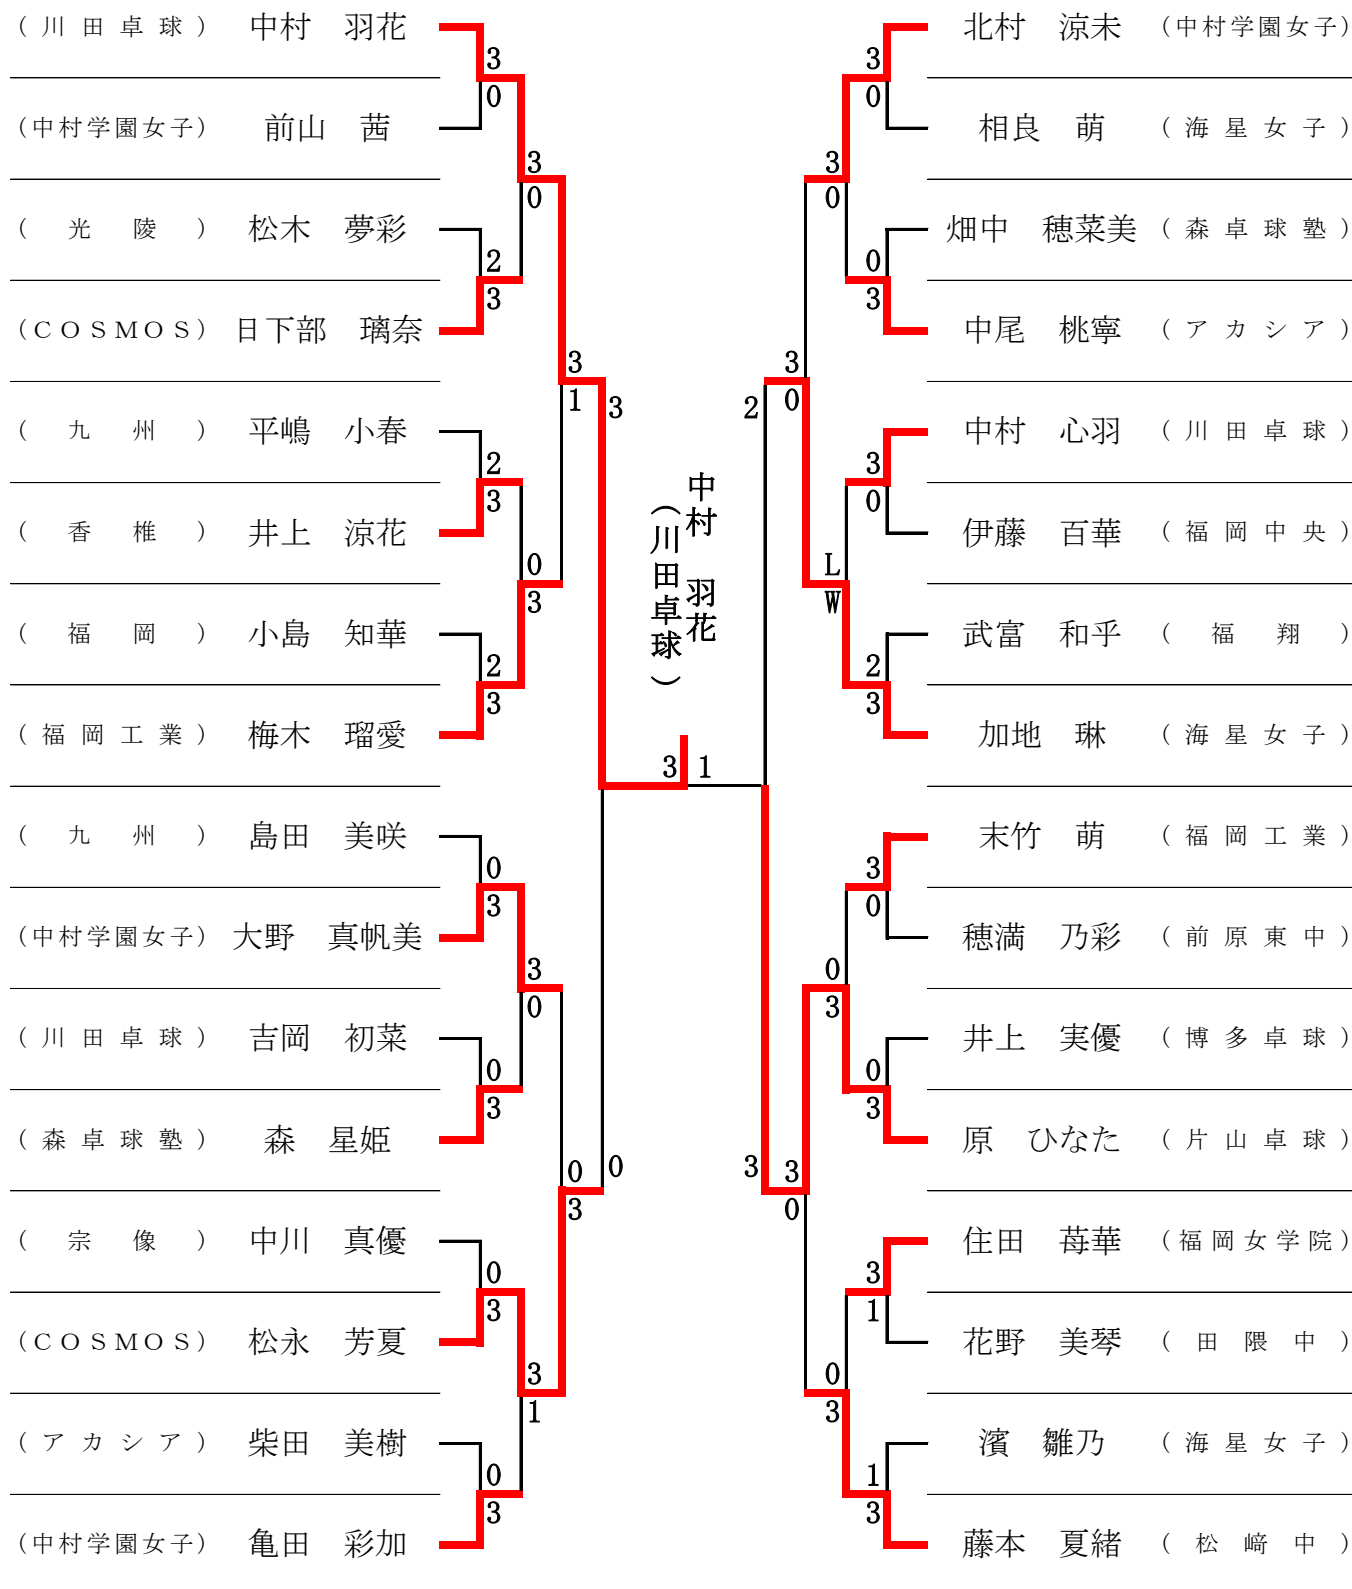 (川田卓球) 中村 羽花
(中村学園女子) 前山 茜
(光陵) 松木 夢彩
(COSMOS) 日下部 璃奈
(九州) 平嶋 小春
(香椎) 井上 涼花
(福岡) 小島 知華
(福岡工業) 梅木 瑠愛
(九州) 島田 美咲
(中村学園女子) 大野 真帆美
(川田卓球) 吉岡 初菜
(森卓球塾) 森 星姫
(宗像) 中川 真優
(COSMOS) 松永 芳夏
(アカシア) 柴田 美樹
(中村学園女子) 亀田 彩加
3
0
2
3
2
3
2
3
0
3
0
3
0
3
0
3
3
0
0
3
3
0
3
1
3
1
0
3
3
0
3 1
中村 羽花
(川田卓球)
2
3
3
0
3
0
3
0
L
W
0
3
0
3
3
0
0
3
3
0
2
3
3
0
0
3
3
1
1
3
北村 涼未 (中村学園女子)
相良 萌 (海星女子)
畑中 穂菜美 (森卓球塾)
中尾 桃寧 (アカシア)
中村 心羽 (川田卓球)
伊藤 百華 (福岡中央)
武富 和乎 (福翔)
加地 琳 (海星女子)
末竹 萌 (福岡工業)
穂満 乃彩 (前原東中)
井上 実優 (博多卓球)
原 ひなた (片山卓球)
住田 苺華 (福岡女学院)
花野 美琴 (田隈中)
濱 雛乃 (海星女子)
藤本 夏緒 (松崎中)